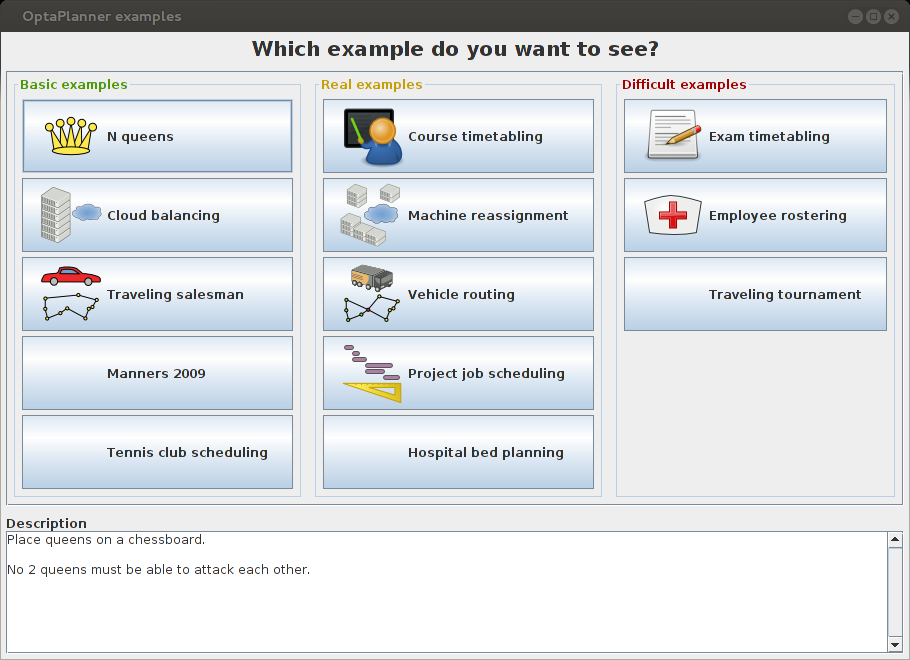 OptaPlanner examples
Which example do you want to see?
Basic examples
N queens
Cloud balancing
Traveling salesman
Manners 2009
Tennis club scheduling
Real examples
Course timetabling
Machine reassignment
Vehicle routing
Project job scheduling
Hospital bed planning
Difficult examples
Exam timetabling
Employee rostering
Traveling tournament
Description
Place queens on a chessboard.
No 2 queens must be able to attack each other.